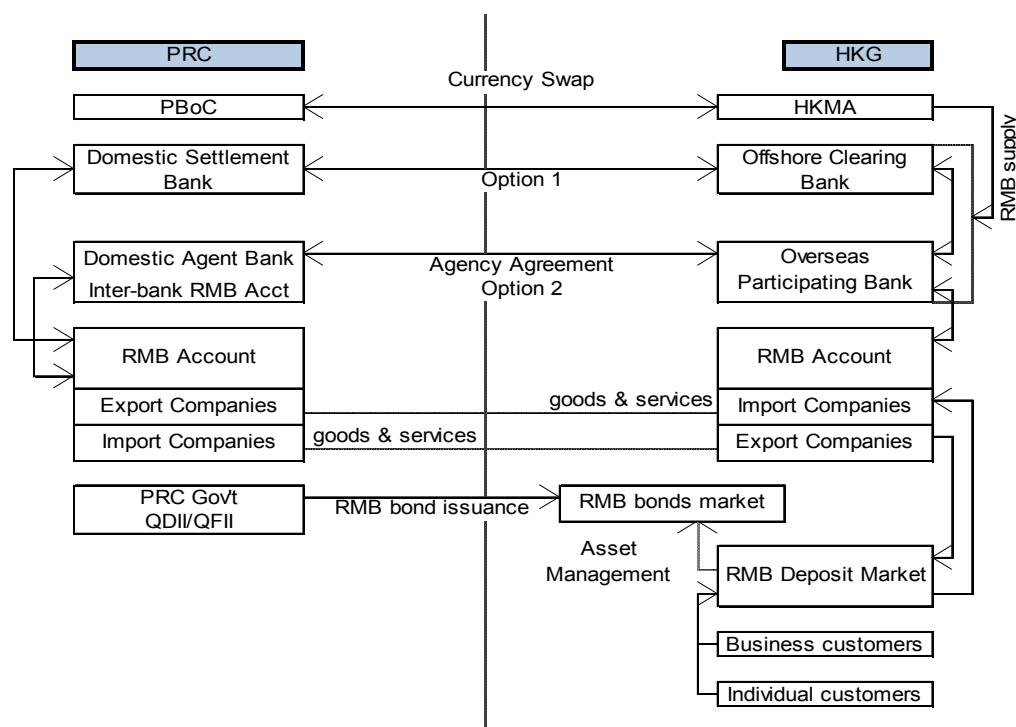 PRC
HKG
Currency Swap
PBoC
HKMA
RMB supply
Domestic Settlement
Bank
Offshore Clearing
Bank
Option 1
Domestic Agent Bank
Inter-bank RMB Acct
Agency Agreement
Option 2
Overseas
Participating Bank
RMB Account
RMB Account
Export Companies
goods & services
Import Companies
Import Companies
goods & services
Export Companies
PRC Gov't
QDII/QFII
RMB bond issuance
RMB bonds market
Asset
Management
RMB Deposit Market
Business customers
Individual customers